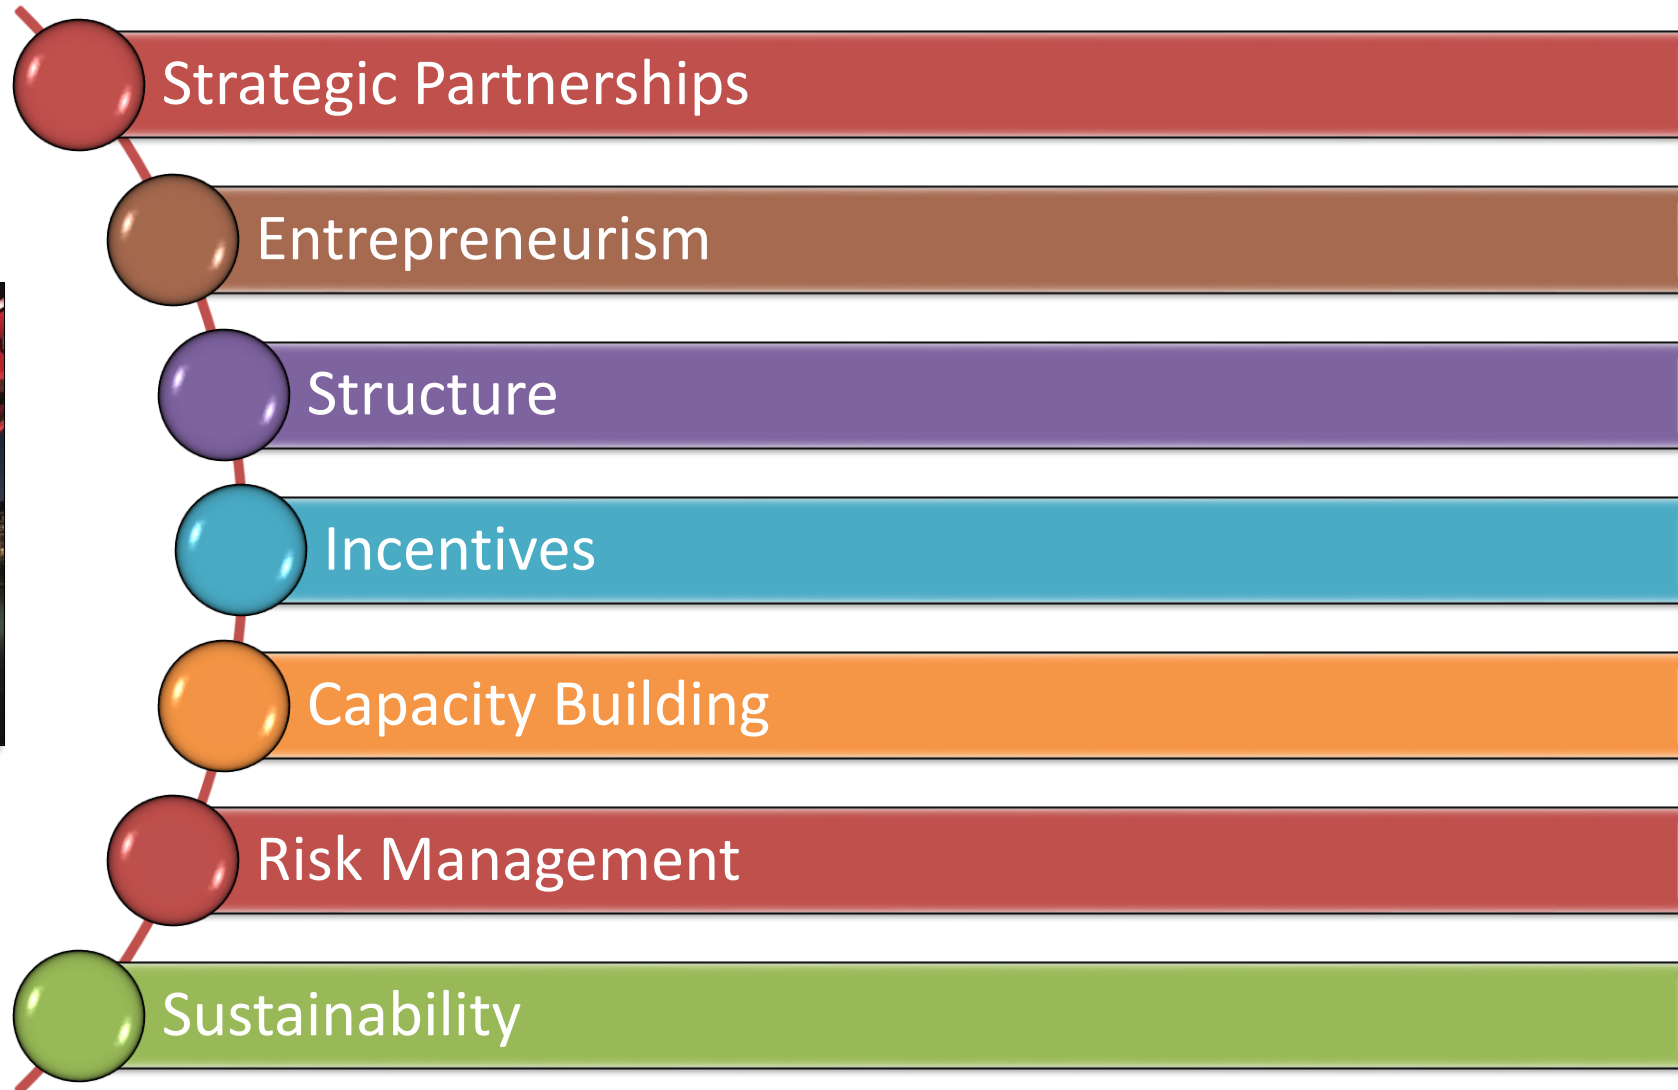 Strategic Partnerships
Entrepreneurism
Structure
Incentives
Capacity Building
Risk Management
Sustainability